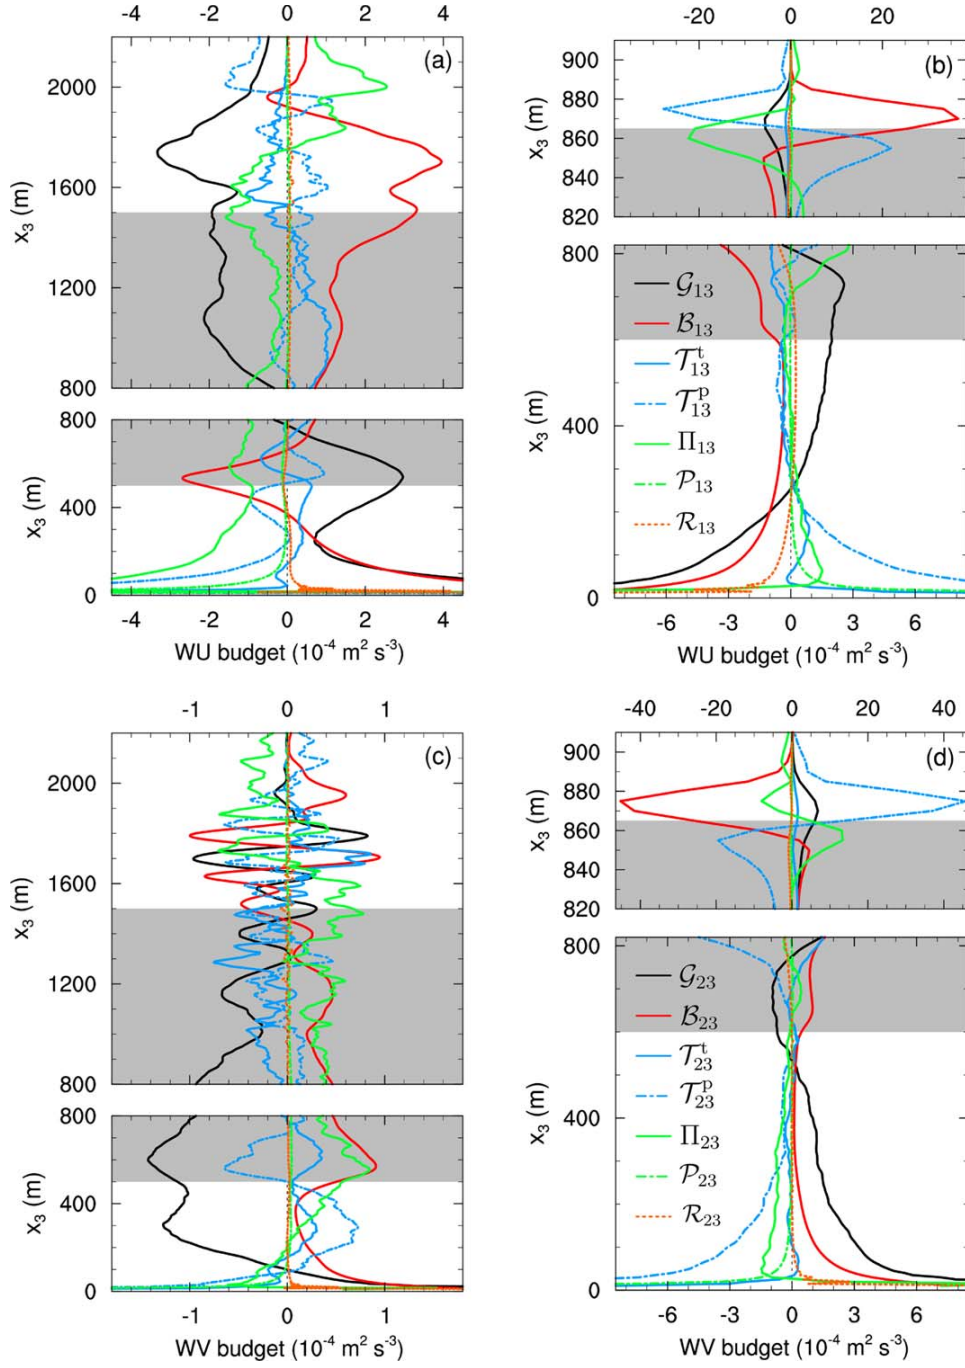 -4 -2 0 2 4
(a)
2000
1600
1200
800
x₃ (m)
800
400
0
x₃ (m)
-4 -2 0 2 4
WU budget (10⁻⁴ m² s⁻³)
-20 0 20
(b)
900
880
860
840
820
x₃ (m)
800
400
0
x₃ (m)
𝒢₁₃
ℬ₁₃
𝒯ᵗ₁₃
𝒯ᵖ₁₃
Π₁₃
𝒫₁₃
ℛ₁₃
-6 -3 0 3 6
WU budget (10⁻⁴ m² s⁻³)
-1 0 1
(c)
2000
1600
1200
800
x₃ (m)
800
400
0
x₃ (m)
-1 0 1
WV budget (10⁻⁴ m² s⁻³)
-40 -20 0 20 40
(d)
900
880
860
840
820
x₃ (m)
800
400
0
x₃ (m)
𝒢₂₃
ℬ₂₃
𝒯ᵗ₂₃
𝒯ᵖ₂₃
Π₂₃
𝒫₂₃
ℛ₂₃
-6 -3 0 3 6
WV budget (10⁻⁴ m² s⁻³)